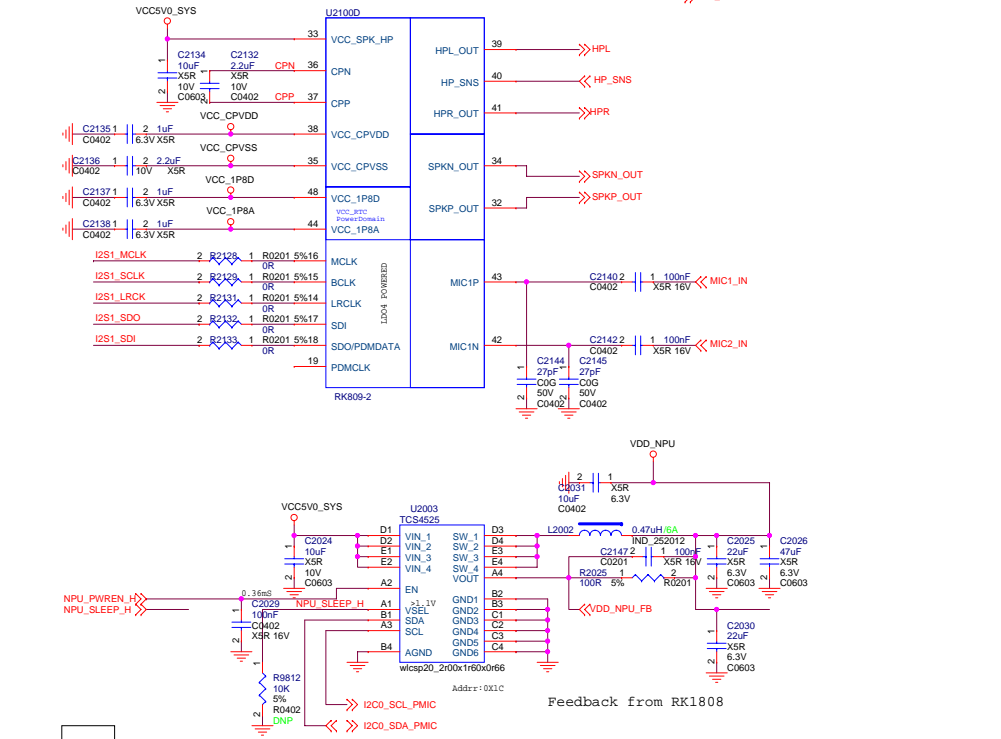 VCC5V0_SYS
U2100D
33 VCC_SPK_HP
HPL_OUT 39 HPL
C2134 10uF X5R 10V C0603
C2132 2.2uF X5R 10V C0402
CPN 36 CPN
HP_SNS 40 HP_SNS
CPP 37 CPP
HPR_OUT 41 HPR
VCC_CPVDD
C2135 1 2 1uF 38 VCC_CPVDD
C0402 6.3V X5R
VCC_CPVSS
C2136 1 2 2.2uF 35 VCC_CPVSS
C0402 10V X5R
SPKN_OUT 34 SPKN_OUT
VCC_1P8D
C2137 1 2 1uF 48 VCC_1P8D
C0402 6.3V X5R
SPKP_OUT 32 SPKP_OUT
VCC_RTC
PowerDomain
VCC_1P8A
C2138 1 2 1uF 44 VCC_1P8A
C0402 6.3V X5R
I2S1_MCLK 2 R2128 1 R0201 5% 16 MCLK
0R
I2S1_SCLK 2 R2129 1 R0201 5% 15 BCLK
0R
I2S1_LRCK 2 R2131 1 R0201 5% 14 LRCLK
0R
I2S1_SDO 2 R2132 1 R0201 5% 17 SDI
0R
I2S1_SDI 2 R2133 1 R0201 5% 18 SDO/PDMDATA
0R
19 PDMCLK
LDO4 POWERED
MIC1P 43 C2140 2 1 100nF MIC1_IN
C0402 X5R 16V
MIC1N 42 C2142 2 1 100nF MIC2_IN
C0402 X5R 16V
C2144 27pF C0G 50V C0402
C2145 27pF C0G 50V C0402
RK809-2
VDD_NPU
C2031 2 1 X5R
10uF 6.3V
C0402
VCC5V0_SYS
U2003
TCS4525
D1 VIN_1 SW_1 D3
D2 VIN_2 SW_2 D4
E1 VIN_3 SW_3 E3
E2 VIN_4 SW_4 E4
VOUT A4
C2024 10uF X5R 10V C0603
L2002 0.47uH/6A
IND_252012
C2147 1 100nF
C0201 X5R 16V
R2025 1 2
100R 5% R0201
C2025 22uF X5R 6.3V C0603
C2026 47uF X5R 6.3V C0603
A2 EN
0.36mS
NPU_PWREN_H
NPU_SLEEP_H
C2029 100nF C0402 X5R 16V
NPU_SLEEP_H A1 VSEL
>1.1V
B1 SDA
A3 SCL
B4 AGND
GND1 B2
GND2 B3
GND3 C1
GND4 C2
GND5 C3
GND6 C4
VDD_NPU_FB
C2030 22uF X5R 6.3V C0603
wlcsp20_2r00x1r60x0r66
Addrr:0X1C
R9812 10K 5% R0402 DNP
I2C0_SCL_PMIC
I2C0_SDA_PMIC
Feedback from RK1808